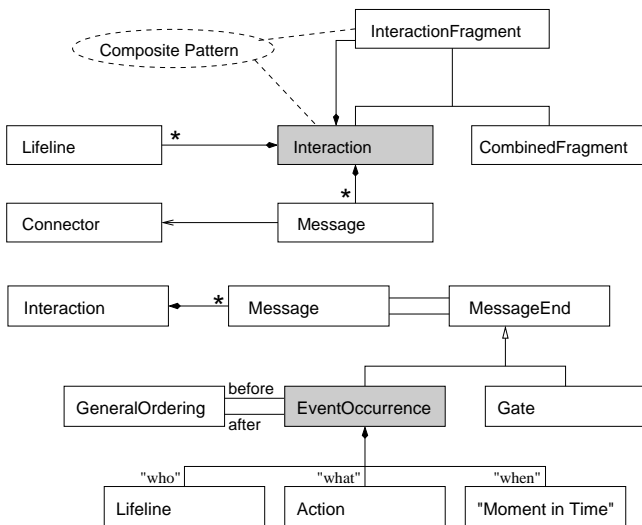 InteractionFragment
Composite Pattern
*
Lifeline
Interaction
CombinedFragment
*
Connector
Message
Interaction
*
Message
MessageEnd
before
GeneralOrdering
EventOccurrence
Gate
after
"who"
"what"
"when"
Lifeline
Action
"Moment in Time"